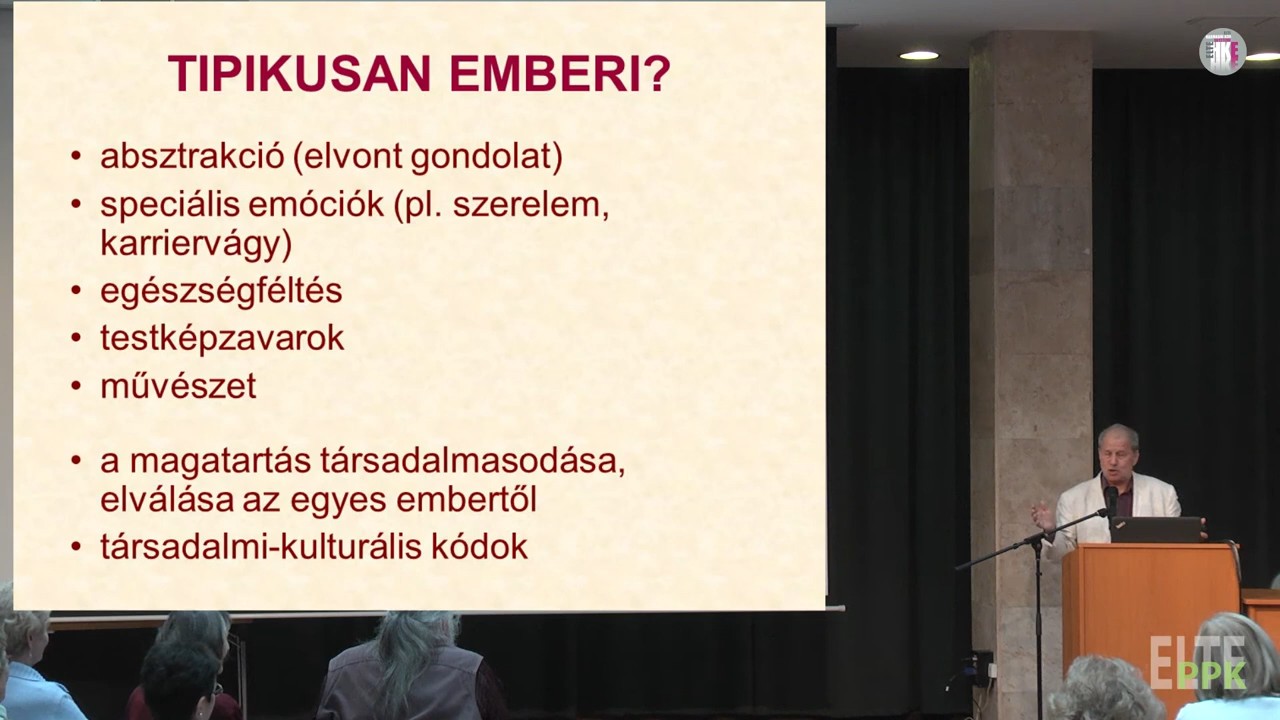 TIPIKUSAN EMBERI?
• absztrakció (elvont gondolat)
• speciális emóciók (pl. szerelem,
karriervágy)
• egészségféltés
• testképzavarok
• művészet
• a magatartás társadalmasodása,
elválása az egyes embertől
• társadalmi-kulturális kódok
ELTE
PPK